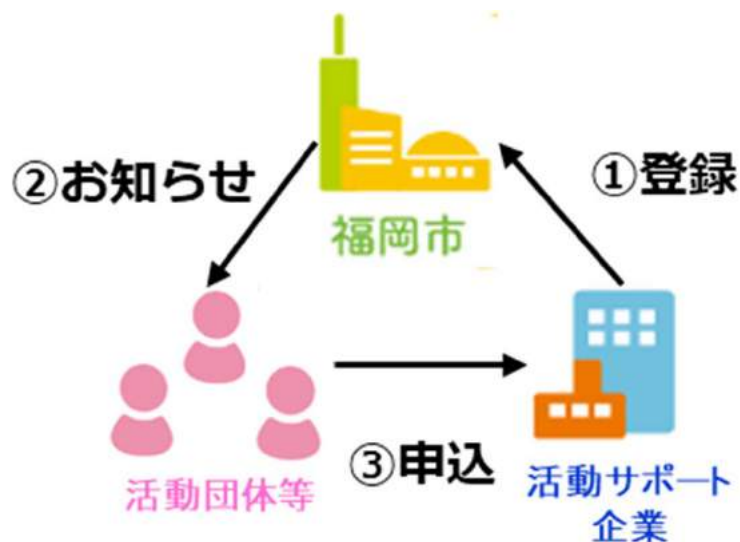 ②お知らせ
①登録
福岡市
③申込
活動団体等
活動サポート
企業